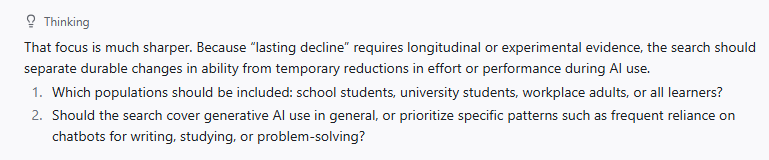 Thinking
That focus is much sharper. Because “lasting decline” requires longitudinal or experimental evidence, the search should
separate durable changes in ability from temporary reductions in effort or performance during AI use.
1. Which populations should be included: school students, university students, workplace adults, or all learners?
2. Should the search cover generative AI use in general, or prioritize specific patterns such as frequent reliance on
chatbots for writing, studying, or problem-solving?